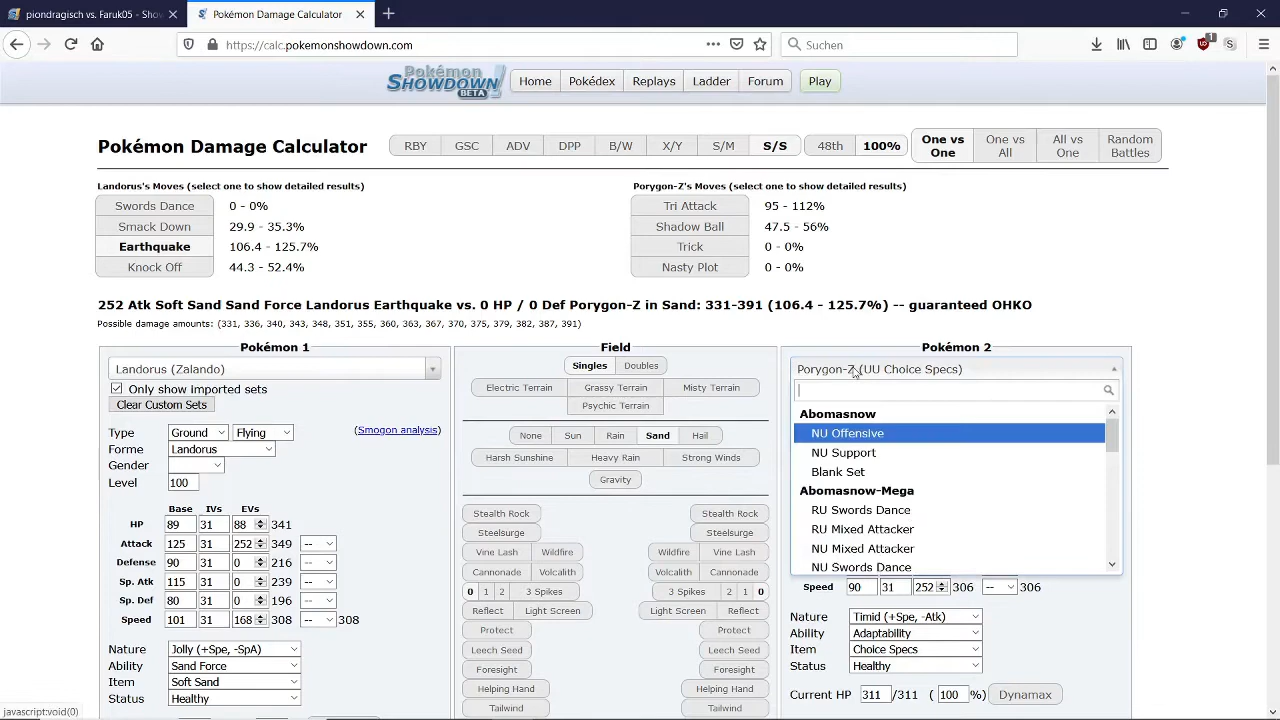 piondragisch vs. Faruk05 - Show
Pokémon Damage Calculator
https://calc.pokemonshowdown.com
Suchen
1
Pokémon
SHOWDOWN
BETA
Home Pokédex Replays Ladder Forum Play
Pokémon Damage Calculator
RBY GSC ADV DPP B/W X/Y S/M S/S 48th 100%
One vs One
One vs All
All vs One
Random Battles
Landorus's Moves (select one to show detailed results)
Swords Dance 0 - 0%
Smack Down 29.9 - 35.3%
Earthquake 106.4 - 125.7%
Knock Off 44.3 - 52.4%
Porygon-Z's Moves (select one to show detailed results)
Tri Attack 95 - 112%
Shadow Ball 47.5 - 56%
Trick 0 - 0%
Nasty Plot 0 - 0%
252 Atk Soft Sand Sand Force Landorus Earthquake vs. 0 HP / 0 Def Porygon-Z in Sand: 331-391 (106.4 - 125.7%) -- guaranteed OHKO
Possible damage amounts: (331, 336, 340, 343, 348, 351, 355, 360, 363, 367, 370, 375, 379, 382, 387, 391)
Pokémon 1
Landorus (Zalando)
Only show imported sets
Clear Custom Sets
Type Ground Flying (Smogon analysis)
Forme Landorus
Gender
Level 100
Base IVs EVs
HP 89 31 88 341
Attack 125 31 252 349 --
Defense 90 31 0 216 --
Sp. Atk 115 31 0 239 --
Sp. Def 80 31 0 196 --
Speed 101 31 168 308 -- 308
Nature Jolly (+Spe, -SpA)
Ability Sand Force
Item Soft Sand
Status Healthy
Field
Singles Doubles
Electric Terrain Grassy Terrain Misty Terrain
Psychic Terrain
None Sun Rain Sand Hail
Harsh Sunshine Heavy Rain Strong Winds
Gravity
Stealth Rock Stealth Rock
Steelsurge Steelsurge
Vine Lash Wildfire Wildfire Vine Lash
Cannonade Volcalith Volcalith Cannonade
0 1 2 3 Spikes 3 Spikes 2 1 0
Reflect Light Screen Light Screen Reflect
Protect Protect
Leech Seed Leech Seed
Foresight Foresight
Helping Hand Helping Hand
Tailwind Tailwind
Pokémon 2
Porygon-Z (UU Choice Specs)
Abomasnow
NU Offensive
NU Support
Blank Set
Abomasnow-Mega
RU Swords Dance
RU Mixed Attacker
NU Mixed Attacker
NU Swords Dance
Speed 90 31 252 306 -- 306
Nature Timid (+Spe, -Atk)
Ability Adaptability
Item Choice Specs
Status Healthy
Current HP 311 /311 ( 100 %) Dynamax
javascript:void(0)